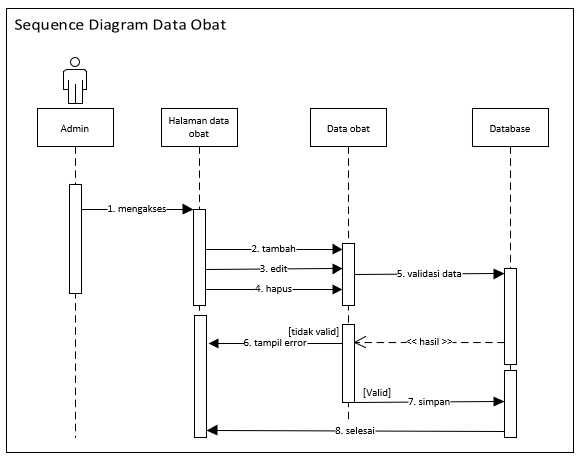 Sequence Diagram Data Obat
Admin
Halaman data
obat
Data obat
Database
1. mengakses
2. tambah
3. edit
4. hapus
5. validasi data
[tidak valid]
6. tampil error
<< hasil >>
[Valid]
7. simpan
8. selesai